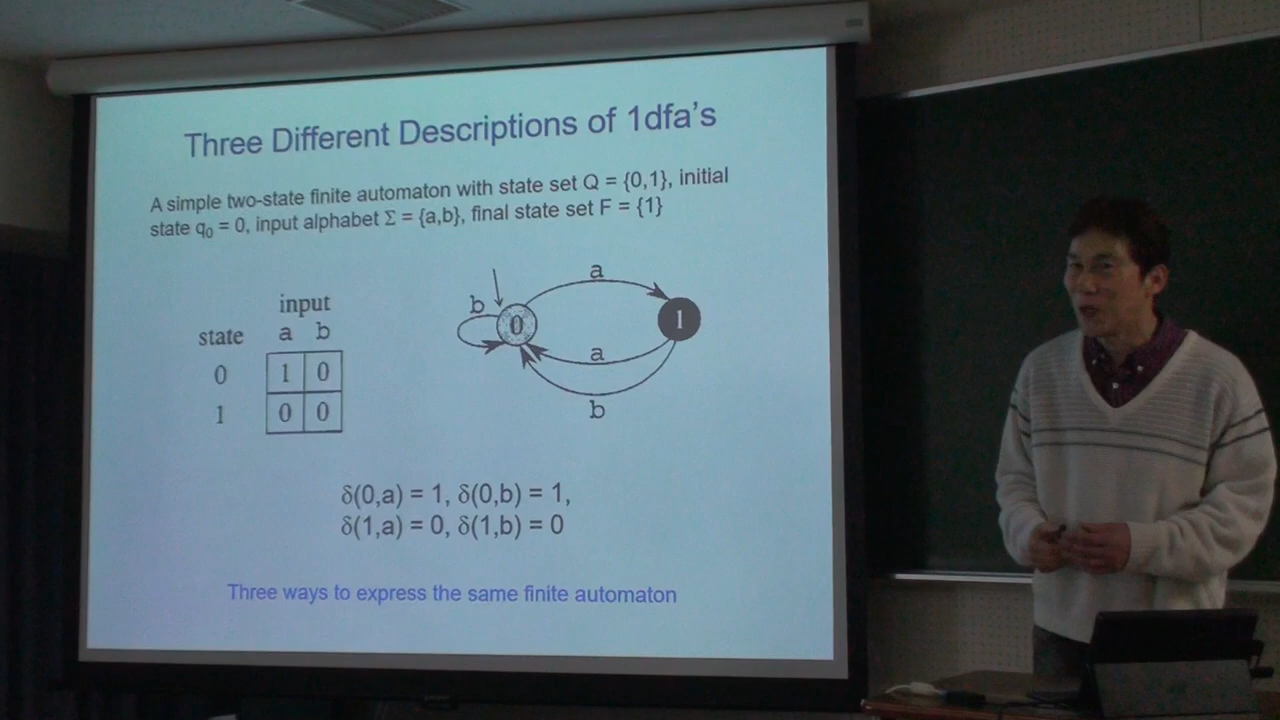 Three Different Descriptions of 1dfa's
A simple two-state finite automaton with state set Q = {0,1}, initial
state q₀ = 0, input alphabet Σ = {a,b}, final state set F = {1}
input
state a b
0 1 0
1 0 0
a
b
0
1
a
b
δ(0,a) = 1, δ(0,b) = 1,
δ(1,a) = 0, δ(1,b) = 0
Three ways to express the same finite automaton